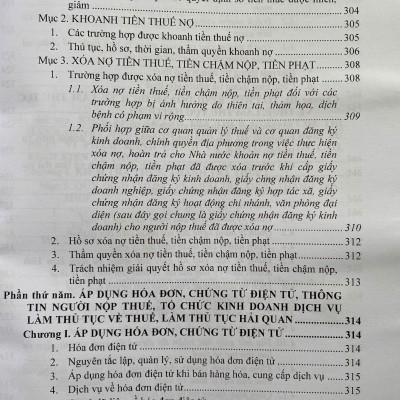 giảm ... 304
Mục 2. KHOANH TIỀN THUẾ NỢ ... 305
1. Các trường hợp được khoanh tiền thuế nợ ... 305
2. Thủ tục, hồ sơ, thời gian, thẩm quyền khoanh nợ ... 306
Mục 3. XÓA NỢ TIỀN THUẾ, TIỀN CHẬM NỘP, TIỀN PHẠT ... 308
1. Trường hợp được xóa nợ tiền thuế, tiền chậm nộp, tiền phạt ... 308
1.1. Xóa nợ tiền thuế, tiền chậm nộp, tiền phạt đối với các
trường hợp bị ảnh hưởng do thiên tai, thảm họa, dịch
bệnh có phạm vi rộng ... 309
1.2. Phối hợp giữa cơ quan quản lý thuế và cơ quan đăng ký
kinh doanh, chính quyền địa phương trong việc thực hiện
xóa nợ, hoàn trả cho Nhà nước khoản nợ tiền thuế, tiền
chậm nộp, tiền phạt đã được xóa trước khi cấp giấy
chứng nhận đăng ký kinh doanh, giấy chng nhận đăng ký
doanh nghiệp, giấy chứng nhận đăng ký hợp tác xã, giấy
chứng nhận đăng ký hoạt động chi nhánh, văn phòng đại
diện (sau đây gọi chung là giấy chứng nhận đăng ký kinh
doanh) cho người nộp thuế đã được xóa nợ ... 310
2. Hồ sơ xóa nợ tiền thuế, tiền chậm nộp, tiền phạt ... 312
3. Thẩm quyền xóa nợ tiền thuế, tiền chậm nộp, tiền phạt ... 312
4. Trách nhiệm giải quyết hồ sơ xóa nợ tiền thuế, tiền chậm nộp,
tiền phạt ... 313
Phần thứ năm. ÁP DỤNG HÓA ĐƠN, CHỨNG TỪ ĐIỆN TỬ, THÔNG
TIN NGƯỜI NỘP THUẾ, TỔ CHỨC KINH DOANH DỊCH VỤ
LÀM THỦ TỤC VỀ THUẾ, LÀM THỦ TỤC HẢI QUAN ... 314
Chương I. ÁP DỤNG HÓA ĐƠN, CHỨNG TỪ ĐIỆN TỬ ... 314
1. Hóa đơn điện tử ... 314
2. Nguyên tắc lập, quản lý, sử dụng hóa đơn điện tử ... 314
3. Áp dụng hóa đơn điện tử khi bán hàng hóa, cung cấp dịch vụ ... 315
4. Dịch vụ về hóa đơn điện tử ... 315